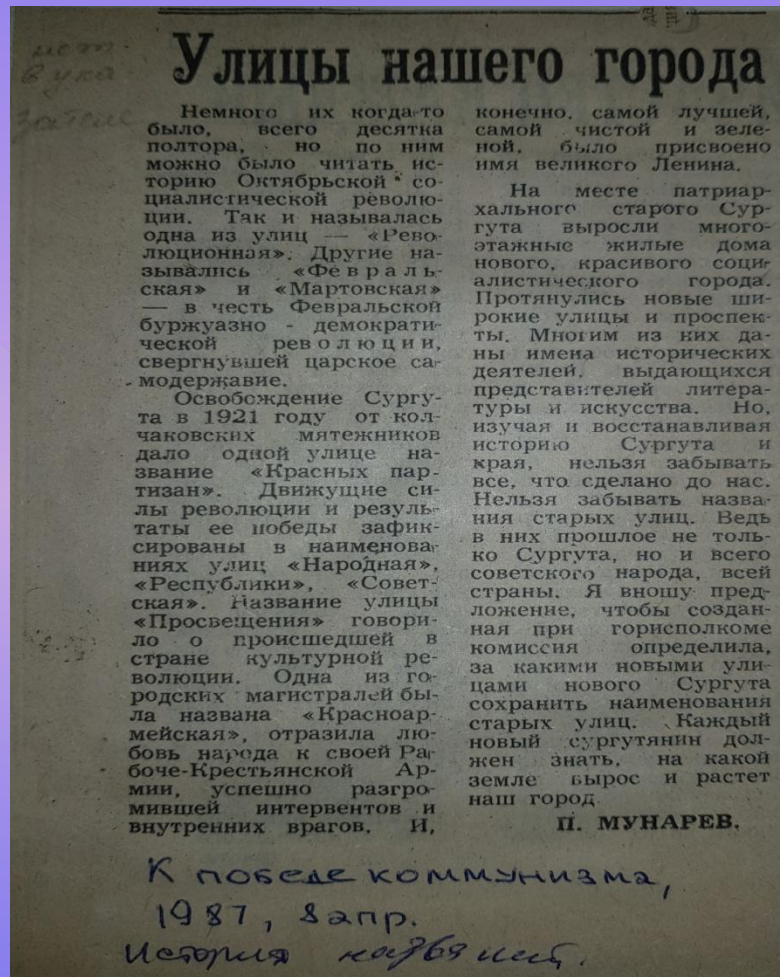 Улицы нашего города
Немного их когда-то
было, всего десятка
полтора, но по ним
можно было читать ис-
торию Октябрьской со-
циалистической револю-
ции. Так и называлась
одна из улиц — «Рево-
люционная». Другие на-
зывались «Февраль-
ская» и «Мартовская»
— в честь Февральской
буржуазно - демократи-
ческой революции,
свергнувшей царское са-
модержавие.
Освобождение Сургу-
та в 1921 году от кол-
чаковских мятежников
дало одной улице на-
звание «Красных пар-
тизан». Движущие си-
лы революции и резуль-
таты ее победы зафик-
сированы в наименова-
ниях улиц «Народная»,
«Республики», «Совет-
ская». Название улицы
«Просвещения» говори-
ло о происшедшей в
стране культурной ре-
волюции. Одна из го-
родских магистралей бы-
ла названа «Красноар-
мейская», отразила лю-
бовь народа к своей Ра-
боче-Крестьянской Ар-
мии, успешно разгро-
мившей интервентов и
внутренних врагов. И,
конечно, самой лучшей,
самой чистой и зеле-
ной, было присвоено
имя великого Ленина.
На месте патриар-
хального старого Сур-
гута выросли много-
этажные жилые дома
нового, красивого соци-
алистического города.
Протянулись новые ши-
рокие улицы и проспек-
ты. Многим из них да-
ны имена исторических
деятелей, выдающихся
представителей литера-
туры и искусства. Но,
изучая и восстанавливая
историю Сургута и
края, нельзя забывать
все, что сделано до нас.
Нельзя забывать назва-
ния старых улиц. Ведь
в них прошлое не толь-
ко Сургута, но и всего
советского народа, всей
страны. Я вношу пред-
ложение, чтобы создан-
ная при горисполкоме
комиссия определила,
за какими новыми ули-
цами нового Сургута
сохранить наименования
старых улиц. Каждый
новый сургутянин дол-
жен знать, на какой
земле вырос и растет
наш город.
П. МУНАРЕВ.
К победе коммунизма,
1987, 8 апр.
История